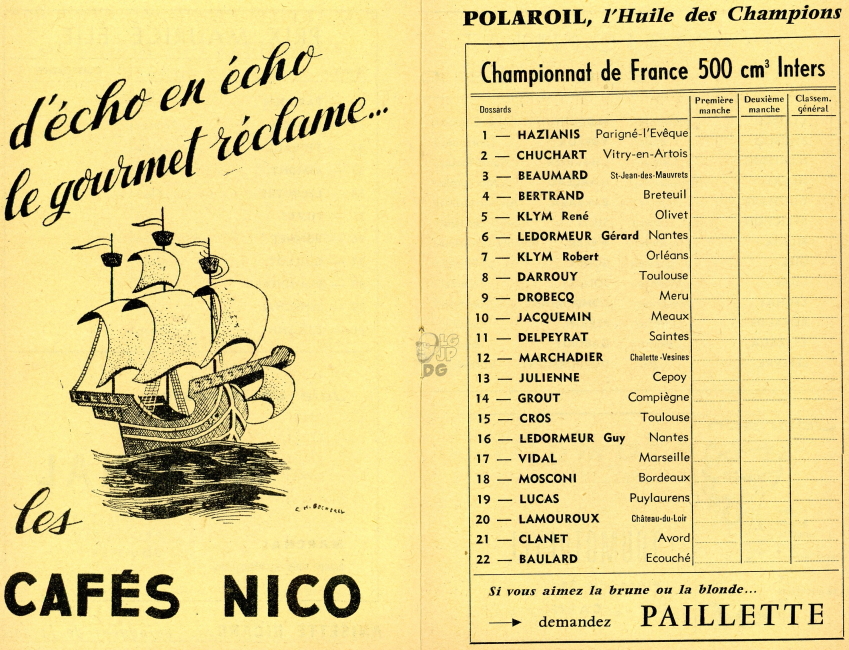 d'écho en écho
le gourmet réclame...
les
CAFÉS NICO
POLAROIL, l'Huile des Champions
Championnat de France 500 cm³ Inters
Dossards Première manche Deuxième manche Classem. général
1 — HAZIANIS Parigné-l'Evêque
2 — CHUCHART Vitry-en-Artois
3 — BEAUMARD St-Jean-des-Mauvrets
4 — BERTRAND Breteuil
5 — KLYM René Olivet
6 — LEDORMEUR Gérard Nantes
7 — KLYM Robert Orléans
8 — DARROUY Toulouse
9 — DROBECQ Meru
10 — JACQUEMIN Meaux
11 — DELPEYRAT Saintes
12 — MARCHADIER Chalette-Vesines
13 — JULIENNE Cepoy
14 — GROUT Compiègne
15 — CROS Toulouse
16 — LEDORMEUR Guy Nantes
17 — VIDAL Marseille
18 — MOSCONI Bordeaux
19 — LUCAS Puylaurens
20 — LAMOUROUX Château-du-Loir
21 — CLANET Avord
22 — BAULARD Ecouché
Si vous aimez la brune ou la blonde...
demandez PAILLETTE